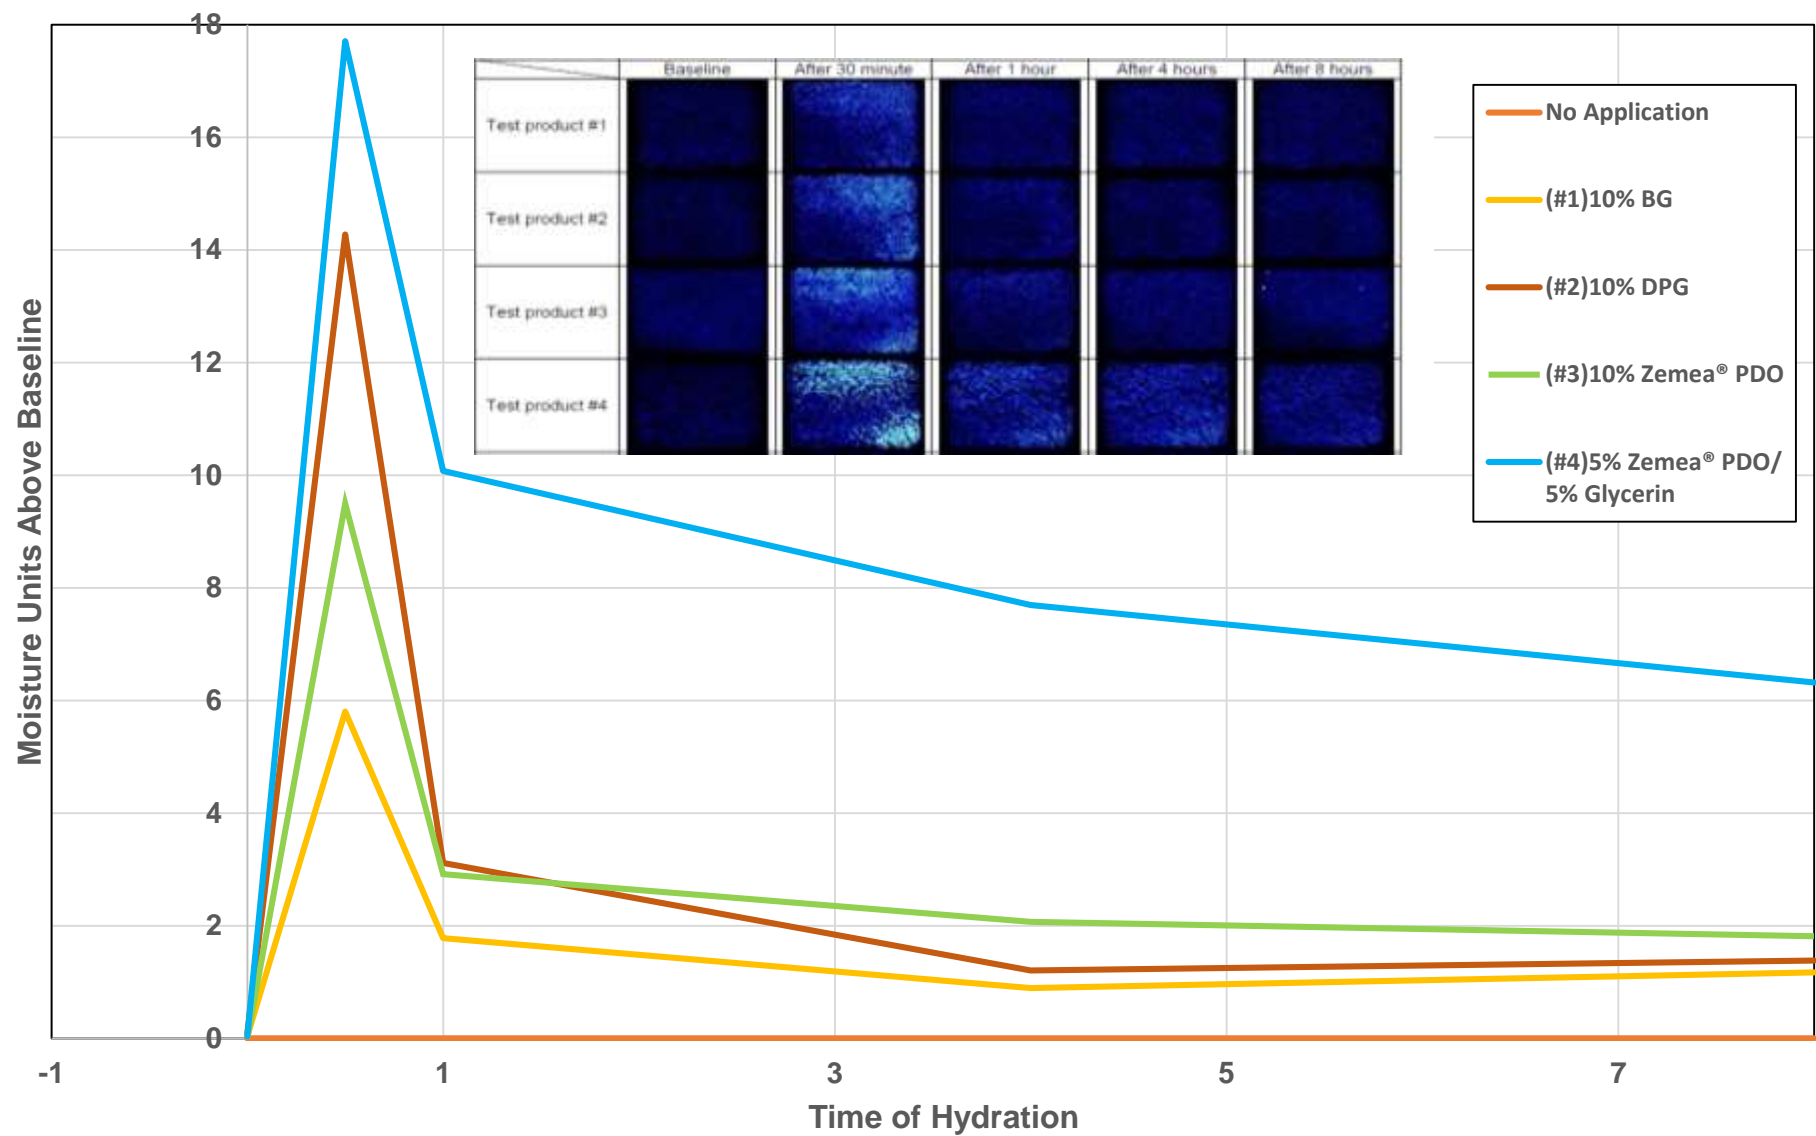 18
16
14
12
10
8
6
4
2
0
-1
1
3
5
7
Moisture Units Above Baseline
Time of Hydration
Baseline
After 30 minute
After 1 hour
After 4 hours
After 8 hours
Test product #1
Test product #2
Test product #3
Test product #4
No Application
(#1)10% BG
(#2)10% DPG
(#3)10% Zemea® PDO
(#4)5% Zemea® PDO/
5% Glycerin